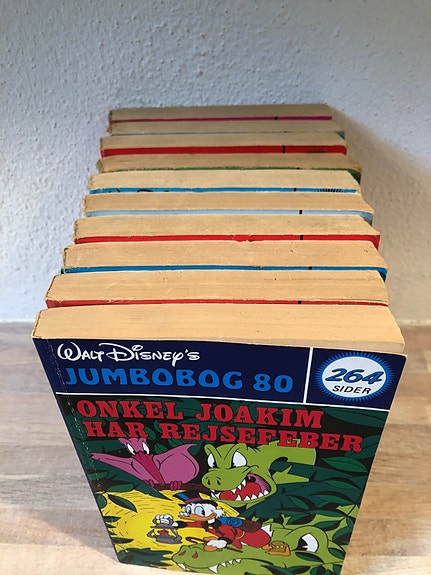 WALT DISNEY'S
JUMBOBOG 80
264
SIDER
ONKEL JOAKIM
HAR REJSEFEBER